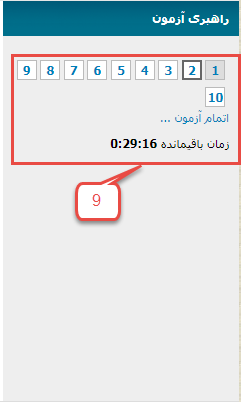 راهبری آزمون
1 2 3 4 5 6 7 8 9
10
اتمام آزمون ...
زمان باقیمانده 0:29:16
9